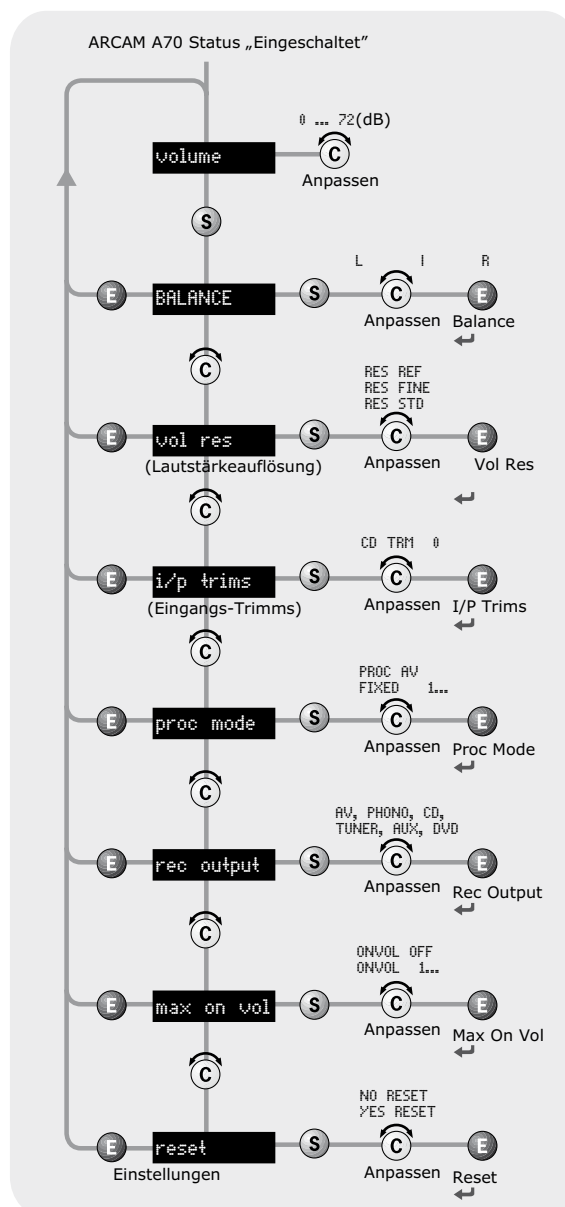 ARCAM A70 Status „Eingeschaltet”
0 ... 72(dB)
volume
C
Anpassen
S
L I R
E BALANCE S C E
Anpassen Balance
C
RES REF
RES FINE
RES STD
E vol res S C E
(Lautstärkeauflösung) Anpassen Vol Res
C
CD TRM 0
E i/p trims S C E
(Eingangs-Trimms) Anpassen I/P Trims
C
PROC AV
FIXED 1...
E proc mode S C E
Anpassen Proc Mode
C
AV, PHONO, CD,
TUNER, AUX, DVD
E rec output S C E
Anpassen Rec Output
C
ONVOL OFF
ONVOL 1...
E max on vol S C E
Anpassen Max On Vol
C
NO RESET
YES RESET
E reset S C E
Einstellungen Anpassen Reset